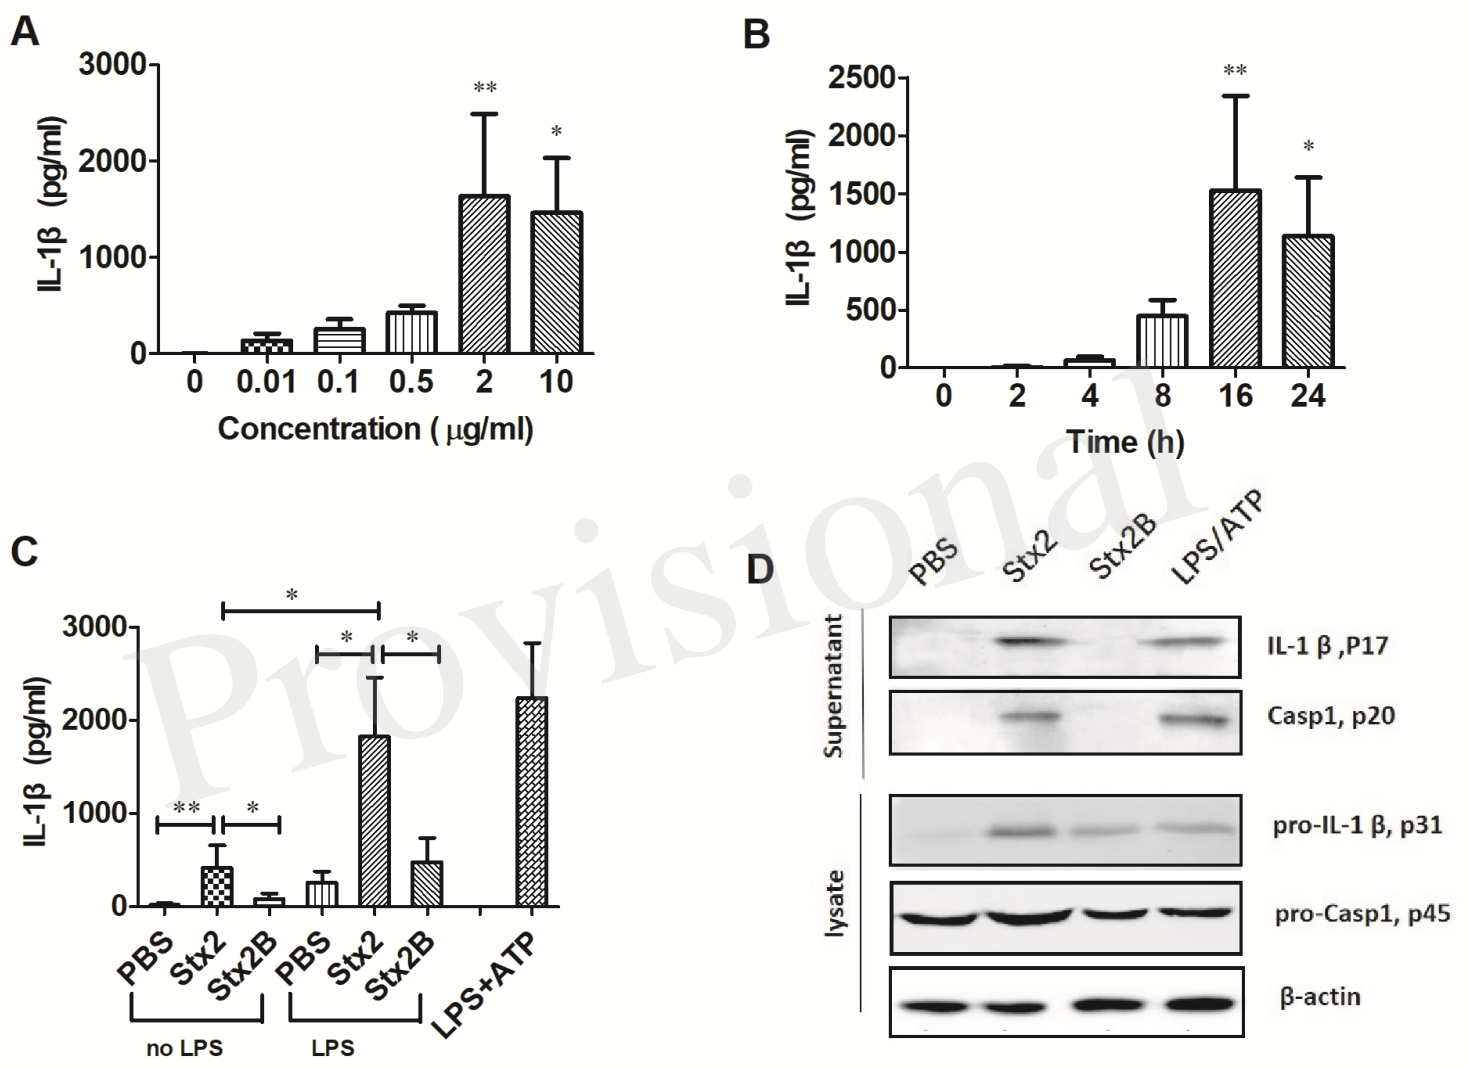 A
3000
2000
1000
0
IL-1β (pg/ml)
**
*
0 0.01 0.1 0.5 2 10
Concentration ( μg/ml)
B
2500
2000
1500
1000
500
0
IL-1β (pg/ml)
**
*
0 2 4 8 16 24
Time (h)
Provisional
C
3000
2000
1000
0
IL-1β (pg/ml)
*
* *
** *
PBS Stx2 Stx2B PBS Stx2 Stx2B LPS+ATP
no LPS LPS
D
PBS Stx2 Stx2B LPS/ATP
Supernatant
IL-1 β ,P17
Casp1, p20
lysate
pro-IL-1 β, p31
pro-Casp1, p45
β-actin